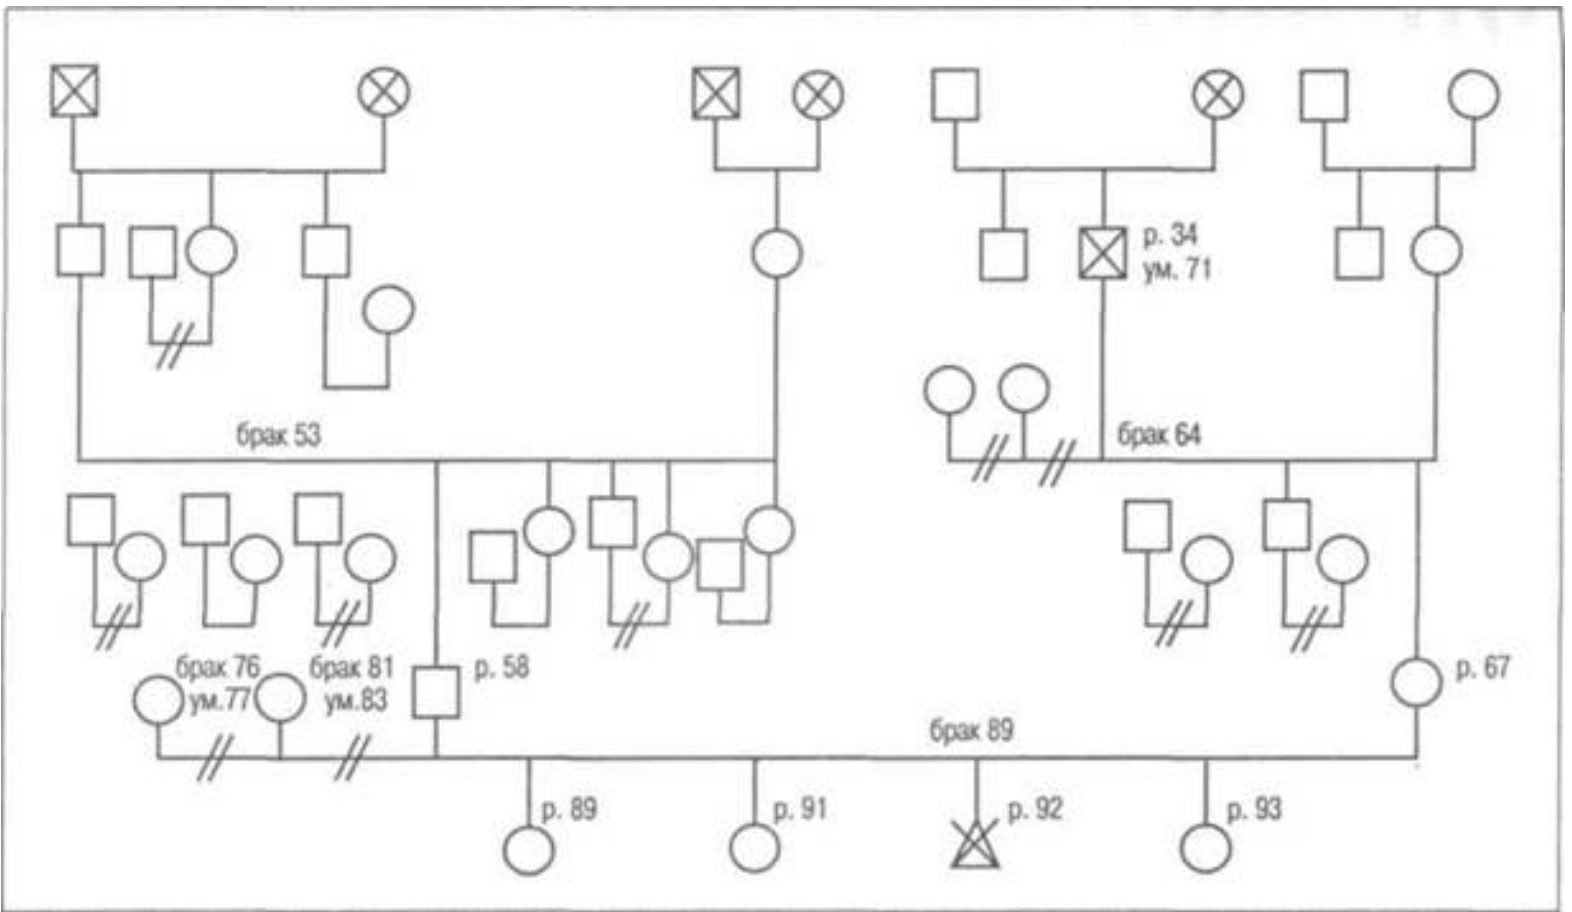 р. 34
ум. 71
брак 53
брак 64
брак 76
ум.77
брак 81
ум.83
р. 58
р. 67
брак 89
р. 89
р. 91
р. 92
р. 93